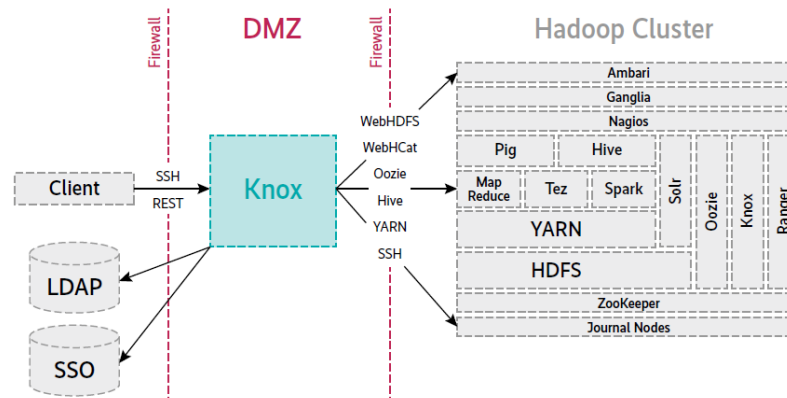 Firewall
DMZ
Firewall
Hadoop Cluster
Client
SSH
REST
Knox
LDAP
SSO
WebHDFS
WebHCat
Oozie
Hive
YARN
SSH
Ambari
Ganglia
Nagios
Pig
Hive
Map
Reduce
Tez
Spark
YARN
HDFS
Solr
Oozie
Knox
Ranger
ZooKeeper
Journal Nodes